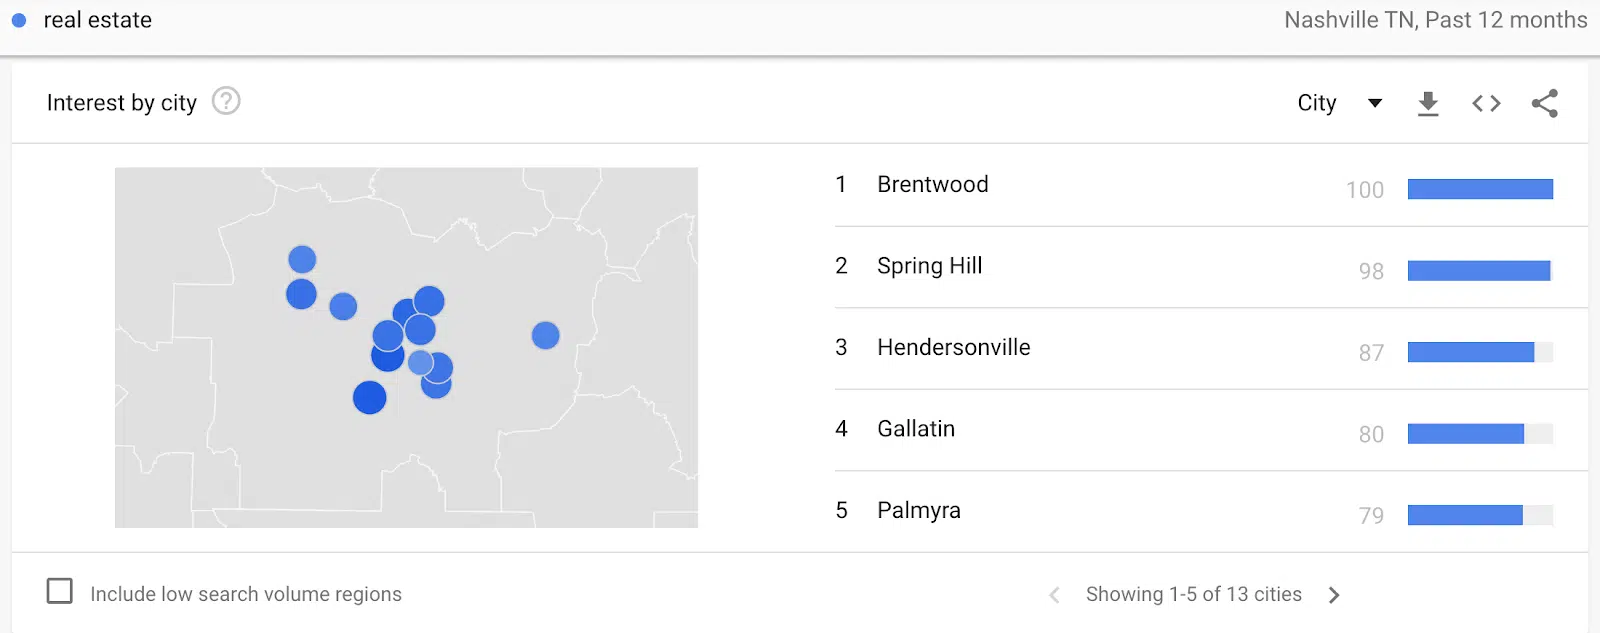 real estate
Nashville TN, Past 12 months
Interest by city ?
City
1 Brentwood 100
2 Spring Hill 98
3 Hendersonville 87
4 Gallatin 80
5 Palmyra 79
Include low search volume regions
Showing 1-5 of 13 cities